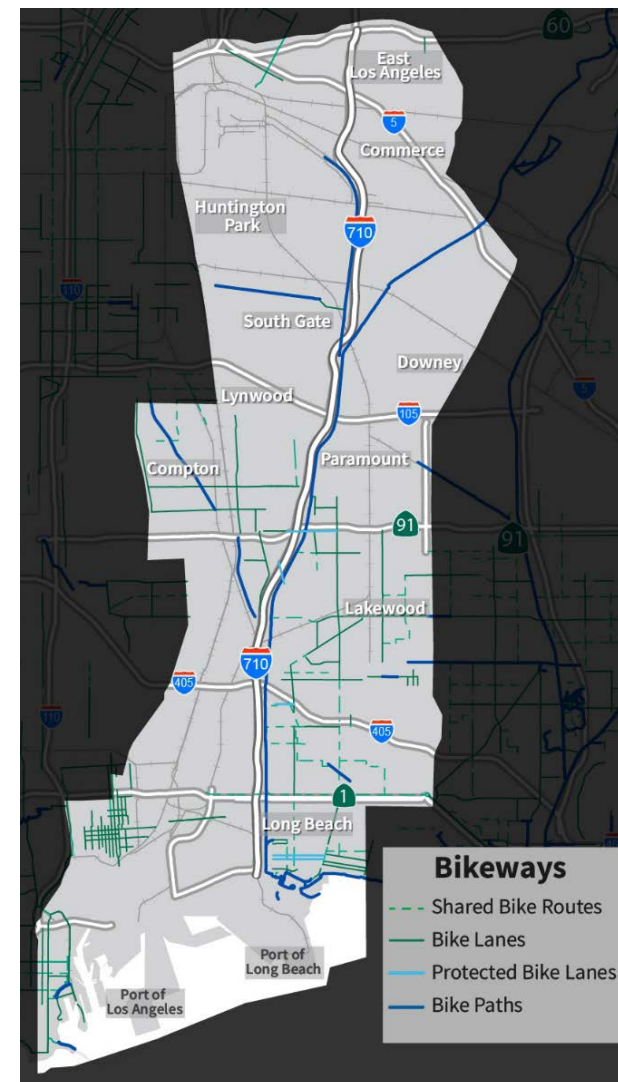 60
East
Los Angeles
5
Commerce
Huntington
Park
710
110
South Gate
Downey
5
Lynwood
105
Compton
Paramount
91
91
Lakewood
710
405
110
405
1
Long Beach
Port of
Long Beach
Port of
Los Angeles
Bikeways
Shared Bike Routes
Bike Lanes
Protected Bike Lanes
Bike Paths